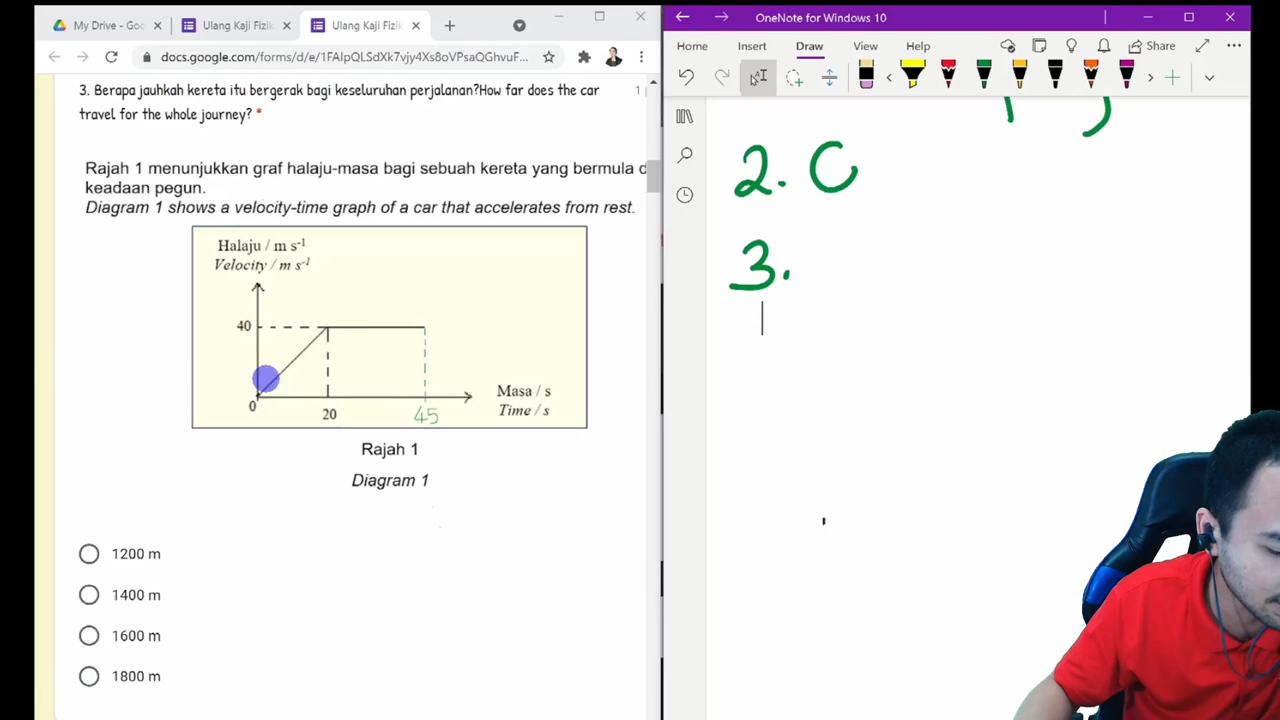 My Drive - Goo
Ulang Kaji Fizik
Ulang Kaji Fizik
docs.google.com/forms/d/e/1FAIpQLSdXk7vjy4Xs8oVPsaQGhvuF...
3. Berapa jauhkah kereta itu bergerak bagi keseluruhan perjalanan?How far does the car
travel for the whole journey? *
1
Rajah 1 menunjukkan graf halaju-masa bagi sebuah kereta yang bermula d
keadaan pegun.
Diagram 1 shows a velocity-time graph of a car that accelerates from rest.
Halaju / m s⁻¹
Velocity / m s⁻¹
40
0
20
45
Masa / s
Time / s
Rajah 1
Diagram 1
1200 m
1400 m
1600 m
1800 m
OneNote for Windows 10
Home Insert Draw View Help
Share
2. C
3.